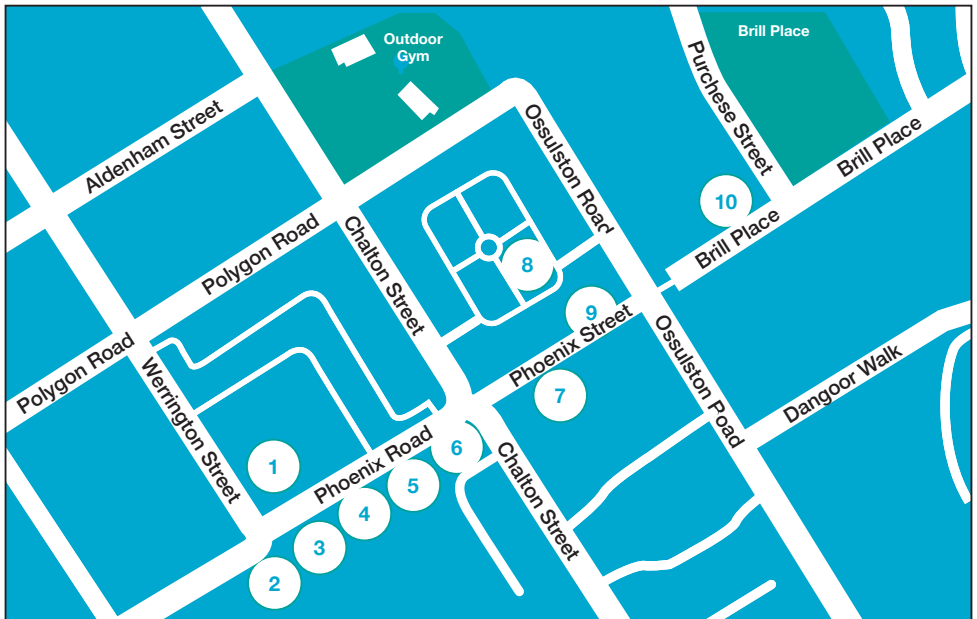 Outdoor
Gym
Brill Place
Purchese Street
Aldenham Street
Ossulston Road
Brill Place
10
Brill Place
Polygon Road
Chalton Street
8
9
Phoenix Street
Ossulston Road
Polygon Road
Werrington Street
7
Dangoor Walk
1
Phoenix Road
6
5
4
Chalton Street
3
2